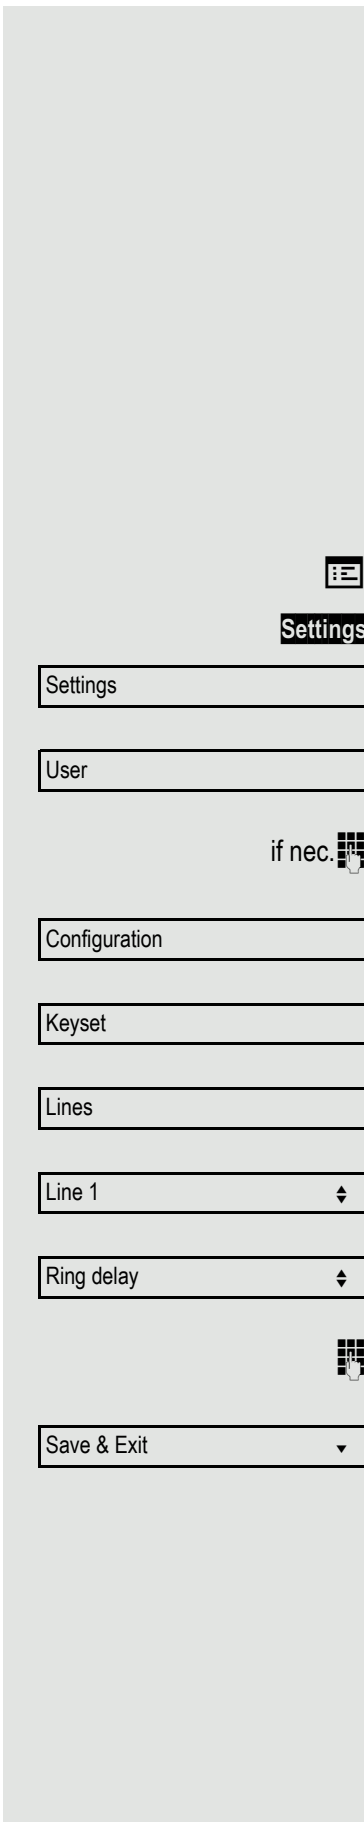 Settings
Settings
User
if nec.
Configuration
Keyset
Lines
Line 1
Ring delay
Save & Exit